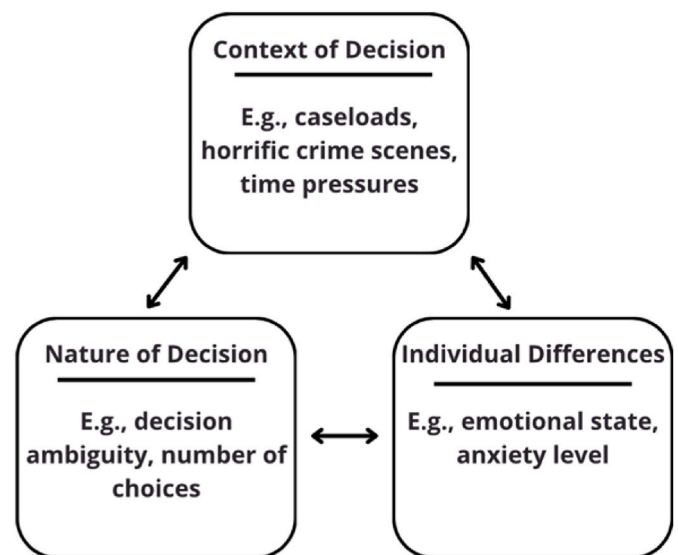 Context of Decision
E.g., caseloads,
horrific crime scenes,
time pressures
Nature of Decision
E.g., decision
ambiguity, number of
choices
Individual Differences
E.g., emotional state,
anxiety level